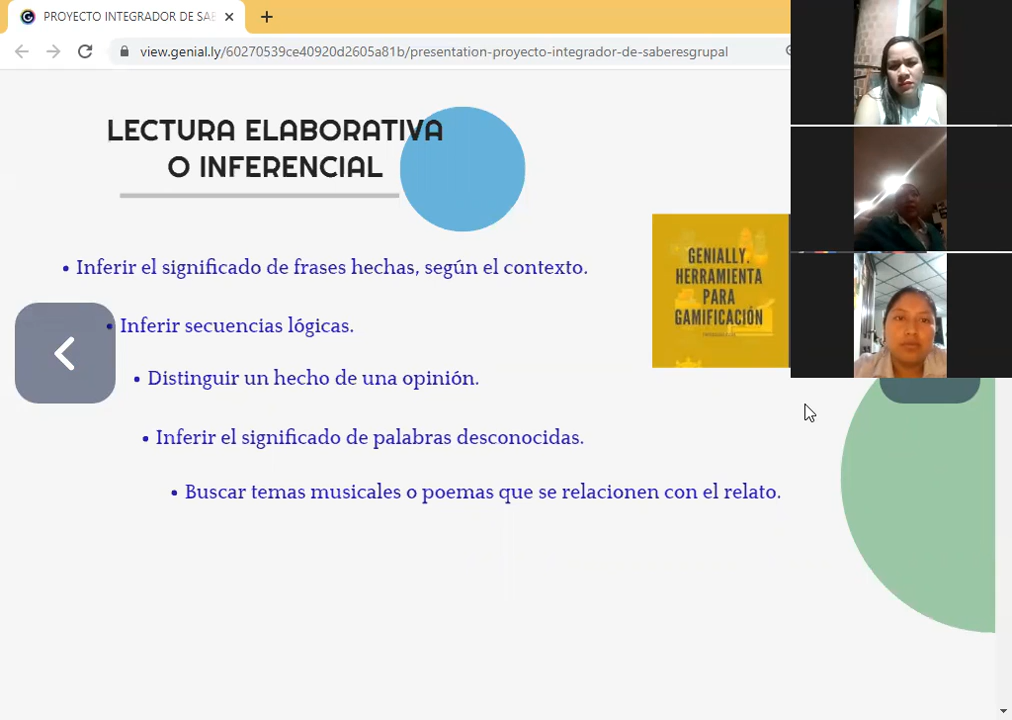 PROYECTO INTEGRADOR DE SA
view.genial.ly/60270539ce40920d2605a81b/presentation-proyecto-integrador-de-saberesgrupal
LECTURA ELABORATIVA
O INFERENCIAL
• Inferir el significado de frases hechas, según el contexto.
• Inferir secuencias lógicas.
• Distinguir un hecho de una opinión.
• Inferir el significado de palabras desconocidas.
• Buscar temas musicales o poemas que se relacionen con el relato.
GENIALLY.
HERRAMIENTA
PARA
GAMIFICACIÓN